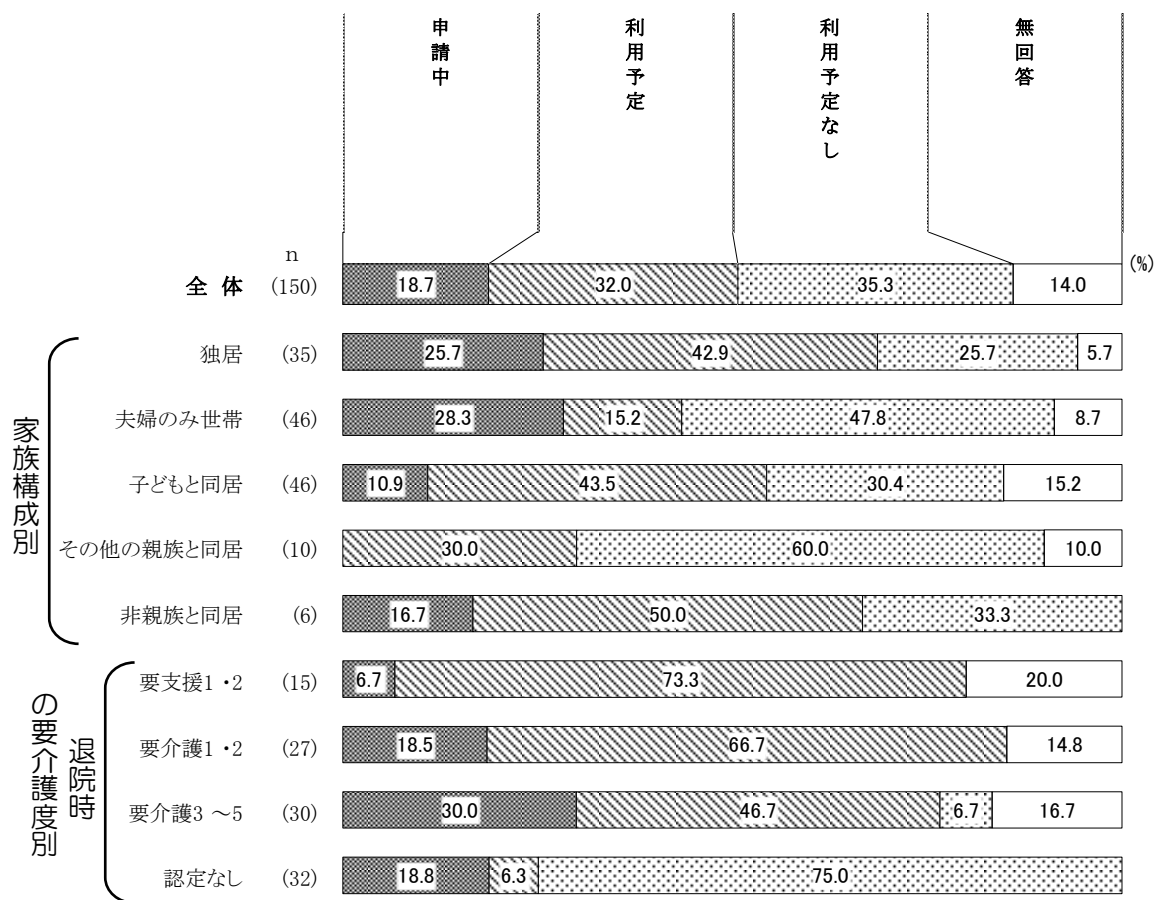 申請中
利用予定
利用予定なし
無回答
n
(%)
全 体 (150) 18.7 32.0 35.3 14.0
家族構成別
独居 (35) 25.7 42.9 25.7 5.7
夫婦のみ世帯 (46) 28.3 15.2 47.8 8.7
子どもと同居 (46) 10.9 43.5 30.4 15.2
その他の親族と同居 (10) 30.0 60.0 10.0
非親族と同居 (6) 16.7 50.0 33.3
退院時
の要介護度別
要支援1・2 (15) 6.7 73.3 20.0
要介護1・2 (27) 18.5 66.7 14.8
要介護3～5 (30) 30.0 46.7 6.7 16.7
認定なし (32) 18.8 6.3 75.0